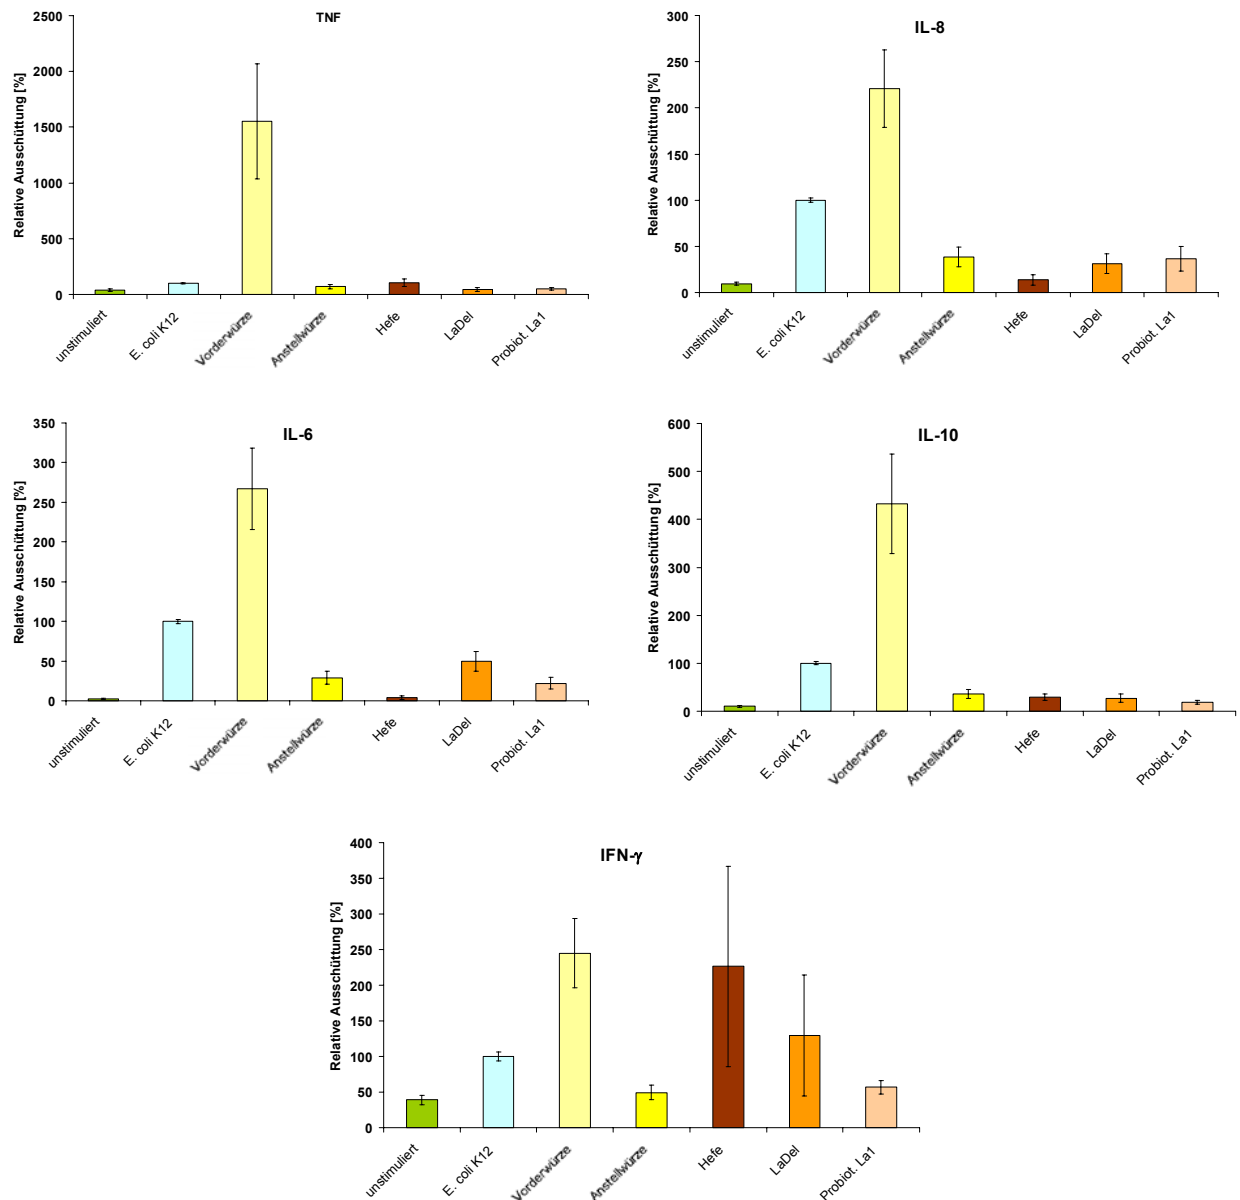 TNF
Relative Ausschüttung [%]
2500
2000
1500
1000
500
0
unstimuliert
E. coli K12
Vorderwürze
Anstellwürze
Hefe
LaDel
Probiot. La1
IL-8
Relative Ausschüttung [%]
300
250
200
150
100
50
0
unstimuliert
E. coli K12
Vorderwürze
Anstellwürze
Hefe
LaDel
Probiot. La1
IL-6
Relative Ausschüttung [%]
350
300
250
200
150
100
50
0
unstimuliert
E. coli K12
Vorderwürze
Anstellwürze
Hefe
LaDel
Probiot. La1
IL-10
Relative Ausschüttung [%]
600
500
400
300
200
100
0
unstimuliert
E. coli K12
Vorderwürze
Anstellwürze
Hefe
LaDel
Probiot. La1
IFN-γ
Relative Ausschüttung [%]
400
350
300
250
200
150
100
50
0
unstimuliert
E. coli K12
Vorderwürze
Anstellwürze
Hefe
LaDel
Probiot. La1